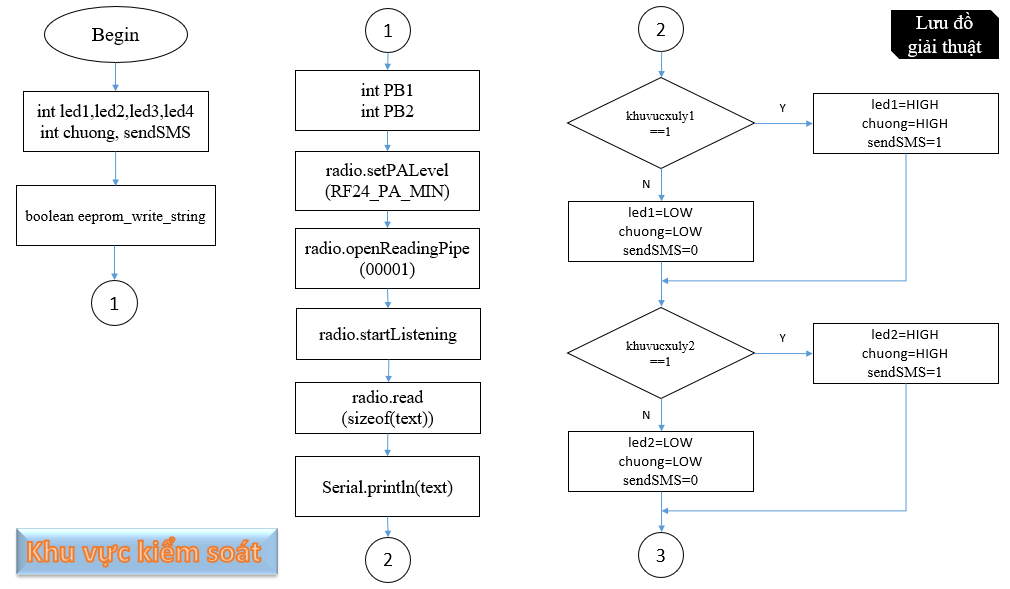 Begin
int led1,led2,led3,led4
int chuong, sendSMS
boolean eeprom_write_string
1
Khu vực kiểm soát
1
int PB1
int PB2
radio.setPALevel
(RF24_PA_MIN)
radio.openReadingPipe
(00001)
radio.startListening
radio.read
(sizeof(text))
Serial.println(text)
2
2
khuvucxuly1
==1
Y
led1=HIGH
chuong=HIGH
sendSMS=1
N
led1=LOW
chuong=LOW
sendSMS=0
khuvucxuly2
==1
Y
led2=HIGH
chuong=HIGH
sendSMS=1
N
led2=LOW
chuong=LOW
sendSMS=0
3
Lưu đồ
giải thuật